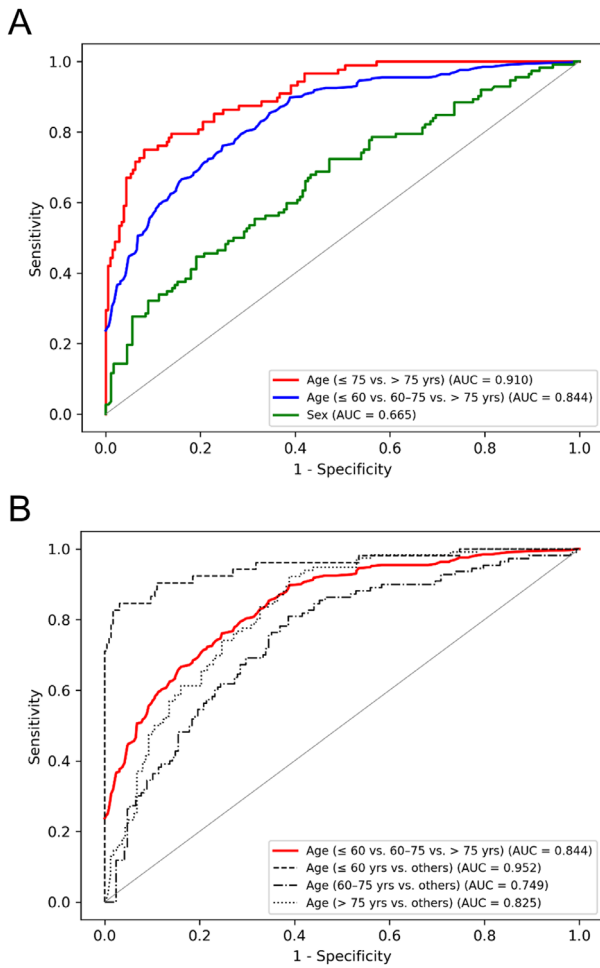 A
1.0
0.8
0.6
0.4
0.2
0.0
Sensitivity
Age (≤ 75 vs. > 75 yrs) (AUC = 0.910)
Age (≤ 60 vs. 60–75 vs. > 75 yrs) (AUC = 0.844)
Sex (AUC = 0.665)
0.0 0.2 0.4 0.6 0.8 1.0
1 - Specificity
B
1.0
0.8
0.6
0.4
0.2
0.0
Sensitivity
Age (≤ 60 vs. 60–75 vs. > 75 yrs) (AUC = 0.844)
Age (≤ 60 yrs vs. others) (AUC = 0.952)
Age (60–75 yrs vs. others) (AUC = 0.749)
Age (> 75 yrs vs. others) (AUC = 0.825)
0.0 0.2 0.4 0.6 0.8 1.0
1 - Specificity